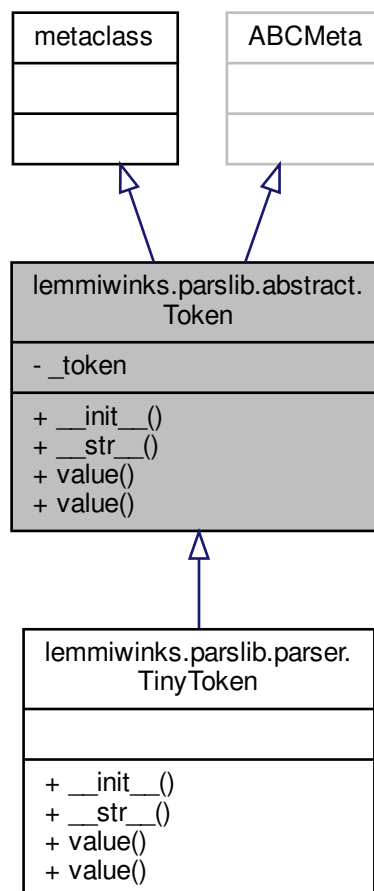 metaclass
ABCMeta
lemmiwinks.parslib.abstract.
Token
- _token
+ __init__()
+ __str__()
+ value()
+ value()
lemmiwinks.parslib.parser.
TinyToken
+ __init__()
+ __str__()
+ value()
+ value()